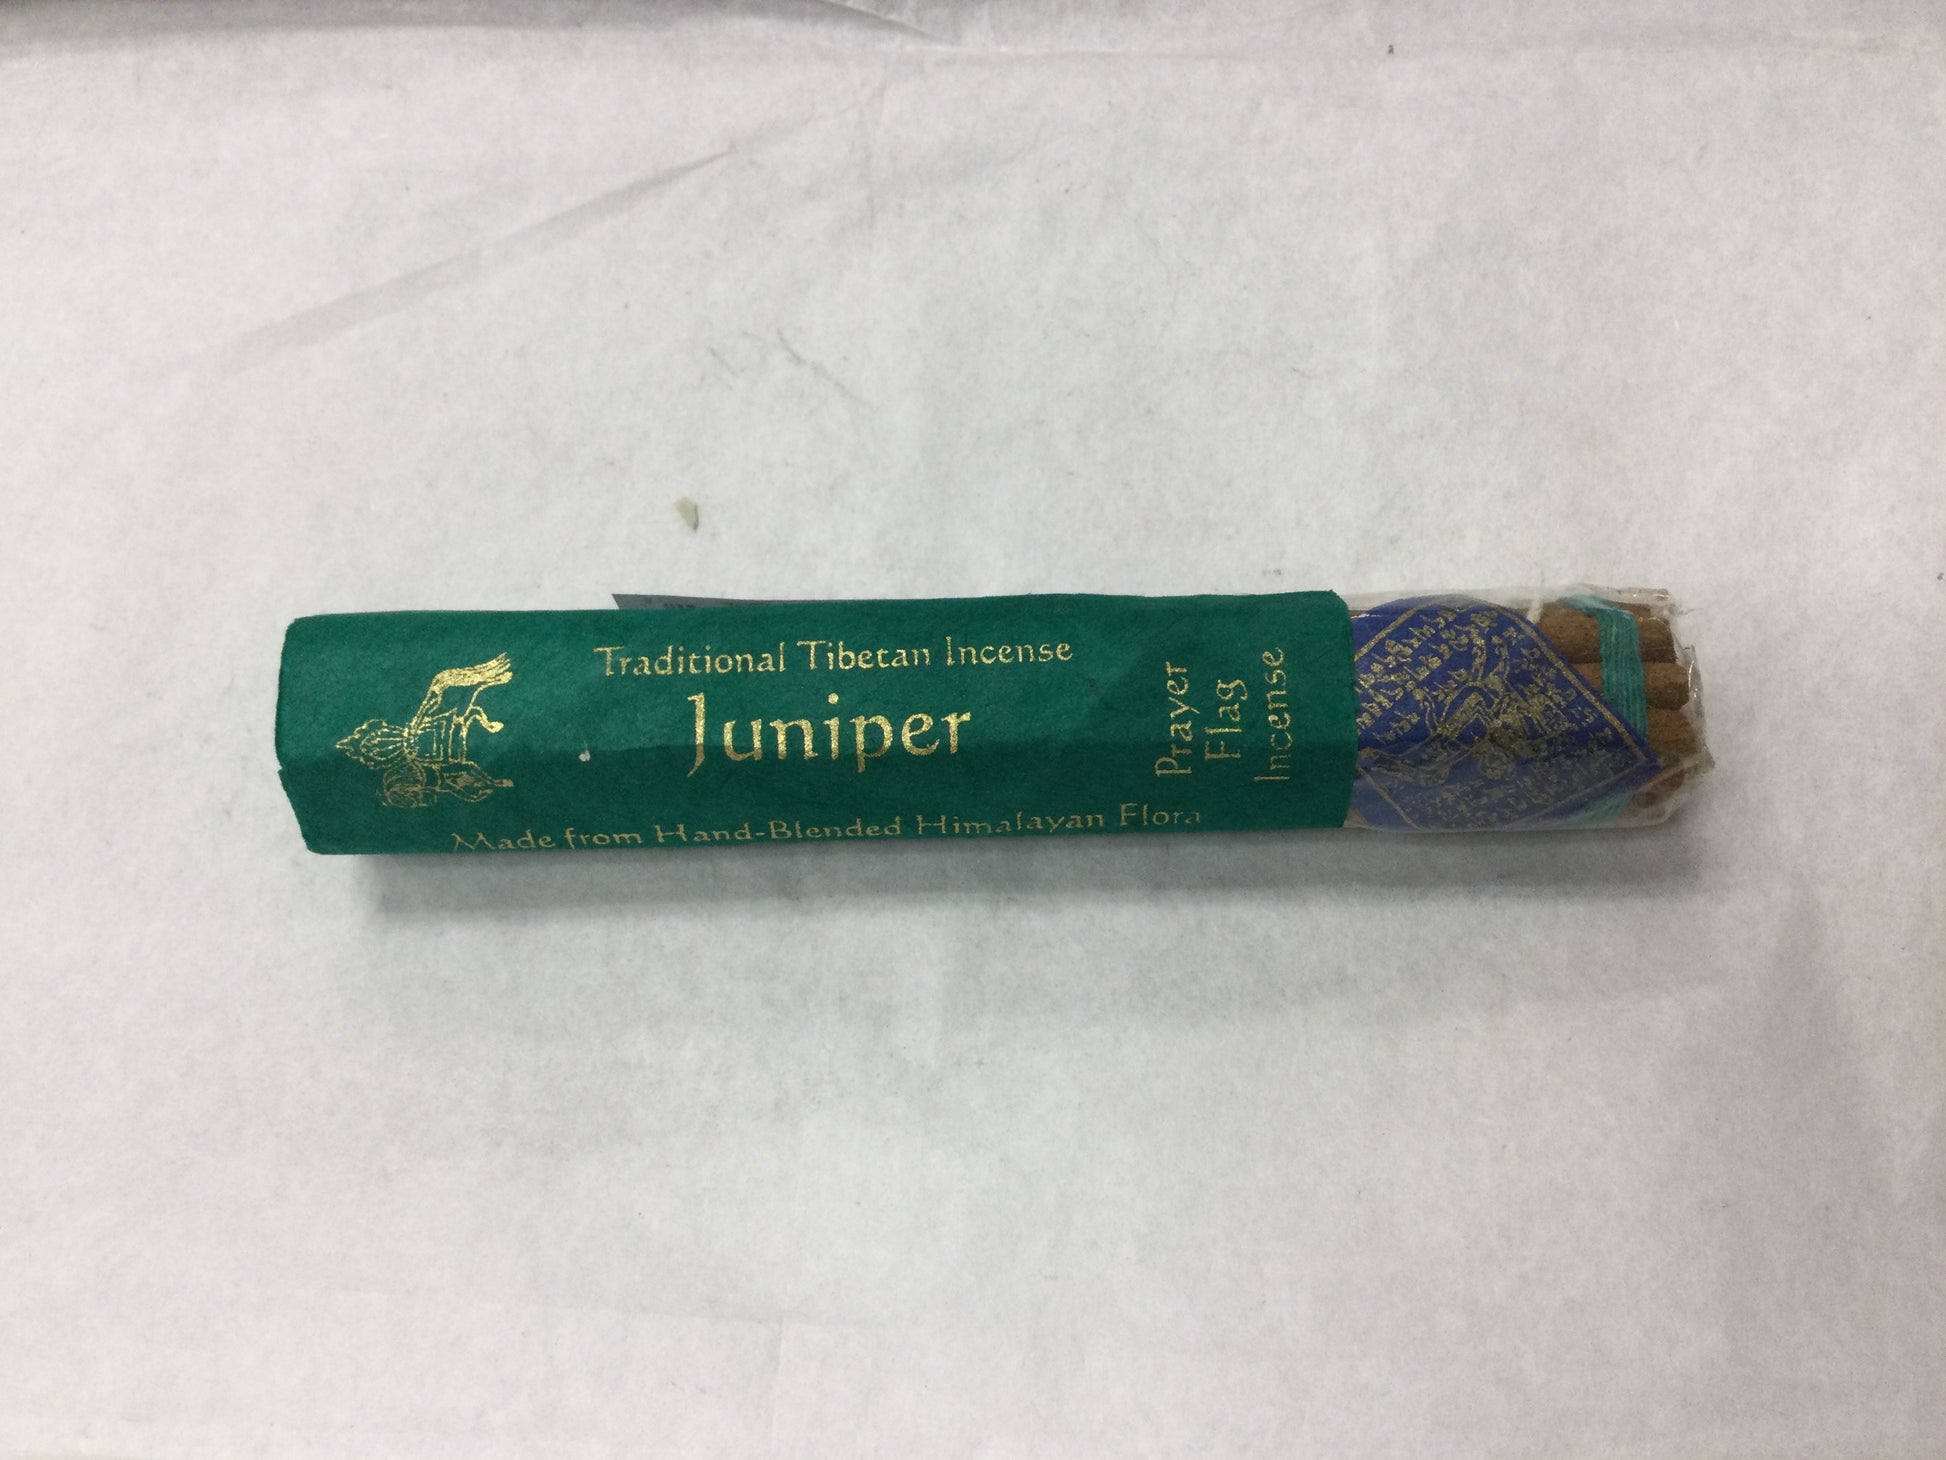 Traditional Tibetan Incense
Juniper
Made from Hand-Blended Himalayan Flora
Prayer
Flag
Incense